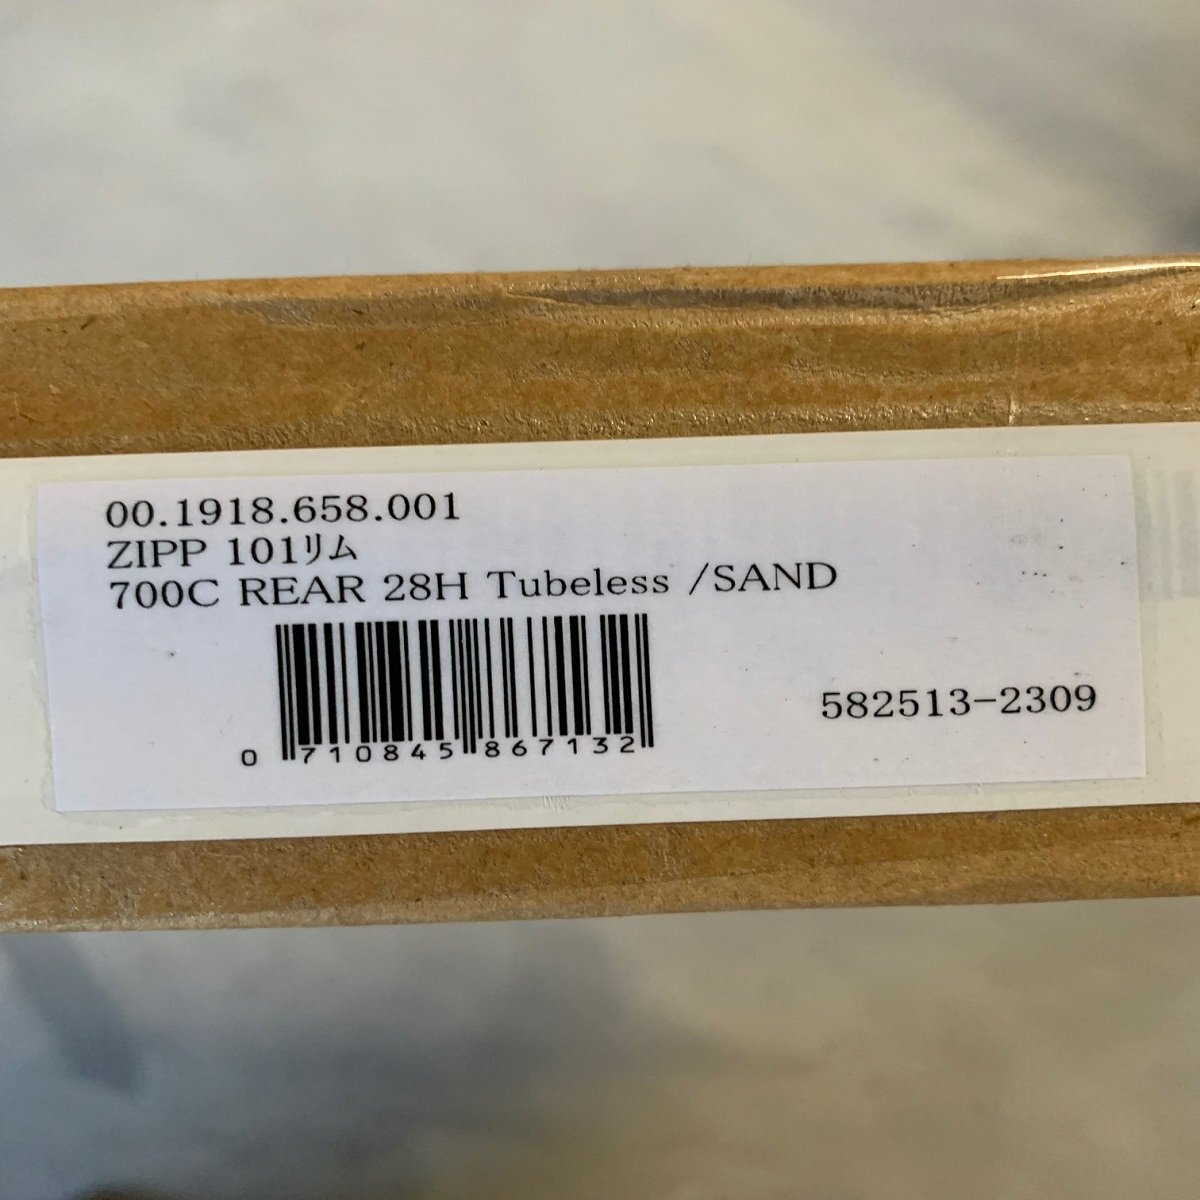 00.1918.658.001
ZIPP 101ﾘﾑ
700C REAR 28H Tubeless /SAND
0 710845 867132
582513-2309